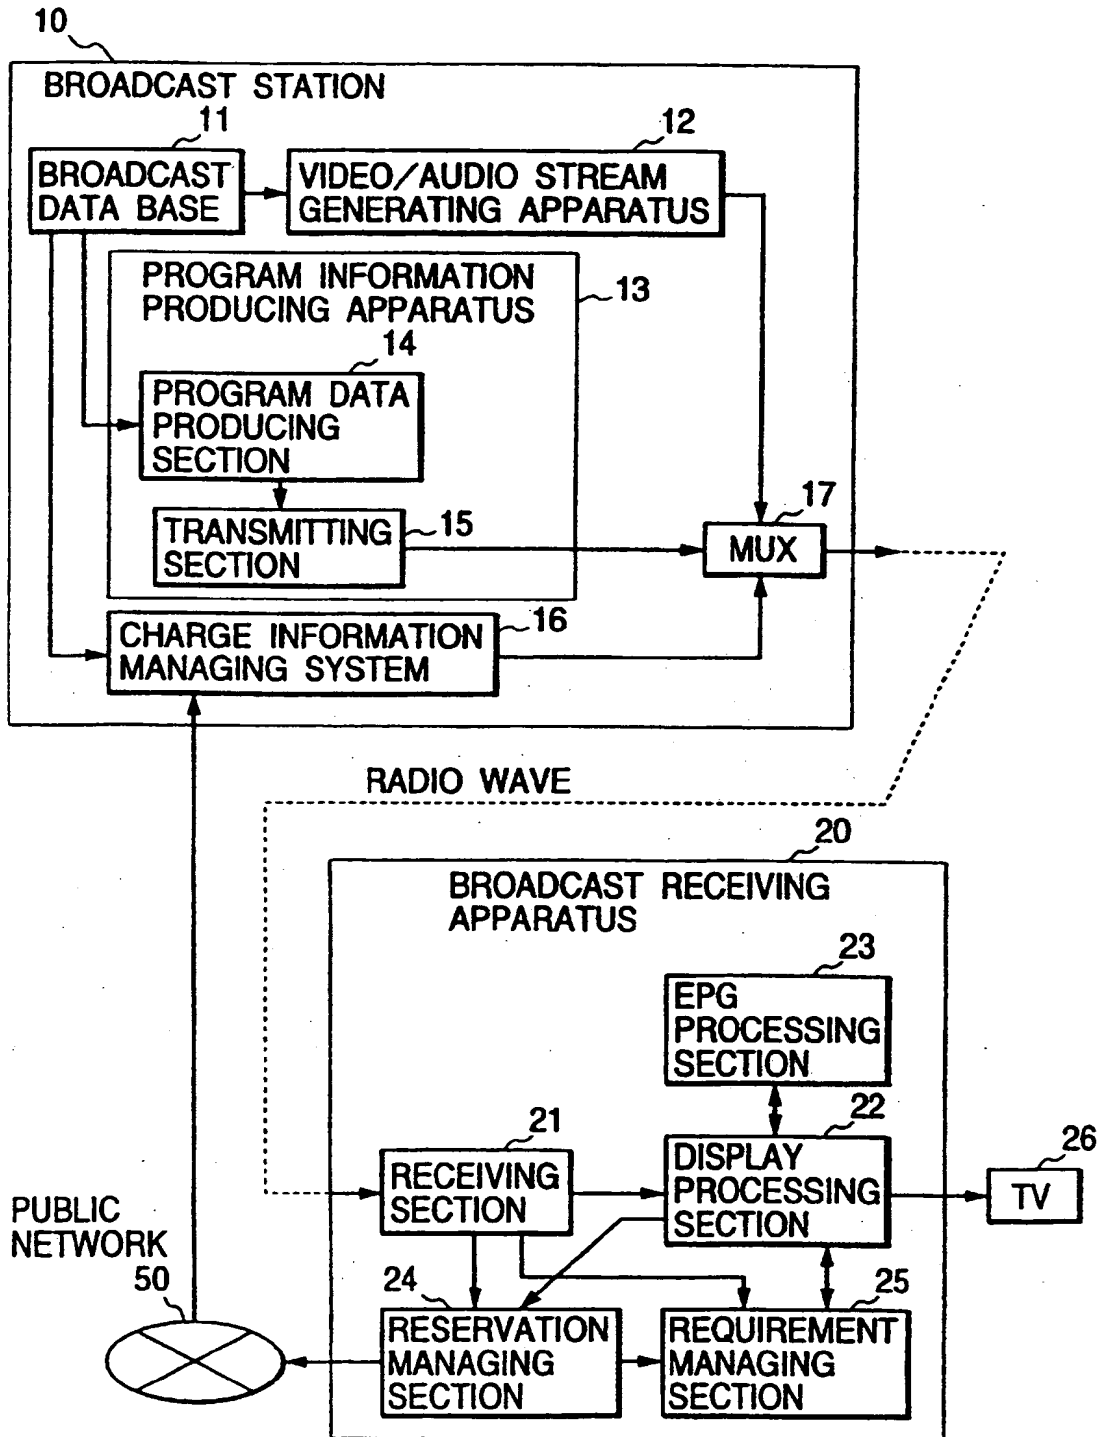 10
BROADCAST STATION
11
12
BROADCAST
DATA BASE
VIDEO/AUDIO STREAM
GENERATING APPARATUS
PROGRAM INFORMATION
PRODUCING APPARATUS
13
14
PROGRAM DATA
PRODUCING
SECTION
17
15
TRANSMITTING
SECTION
MUX
16
CHARGE INFORMATION
MANAGING SYSTEM
RADIO WAVE
20
BROADCAST RECEIVING
APPARATUS
23
EPG
PROCESSING
SECTION
21
22
RECEIVING
SECTION
DISPLAY
PROCESSING
SECTION
26
TV
PUBLIC
NETWORK
50
24
25
RESERVATION
MANAGING
SECTION
REQUIREMENT
MANAGING
SECTION